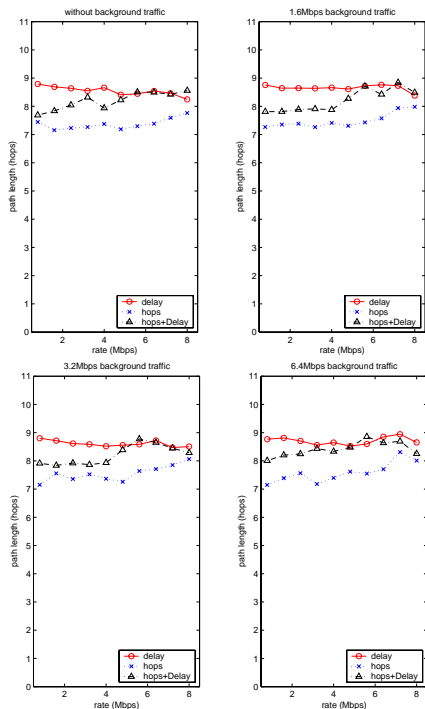 without background traffic
11
10
9
8
7
6
5
4
3
2
1
0
path length (hops)
2 4 6 8
rate (Mbps)
delay
hops
hops+Delay
1.6Mbps background traffic
11
10
9
8
7
6
5
4
3
2
1
0
path length (hops)
2 4 6 8
rate (Mbps)
delay
hops
hops+Delay
3.2Mbps background traffic
11
10
9
8
7
6
5
4
3
2
1
0
path length (hops)
2 4 6 8
rate (Mbps)
delay
hops
hops+Delay
6.4Mbps background traffic
11
10
9
8
7
6
5
4
3
2
1
0
path length (hops)
2 4 6 8
rate (Mbps)
delay
hops
hops+Delay